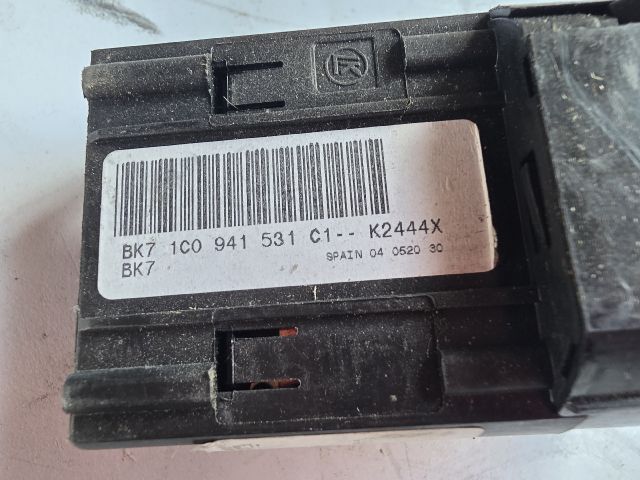 BK7 1C0 941 531 C1-- K2444X
BK7 SPAIN 04 0520 30